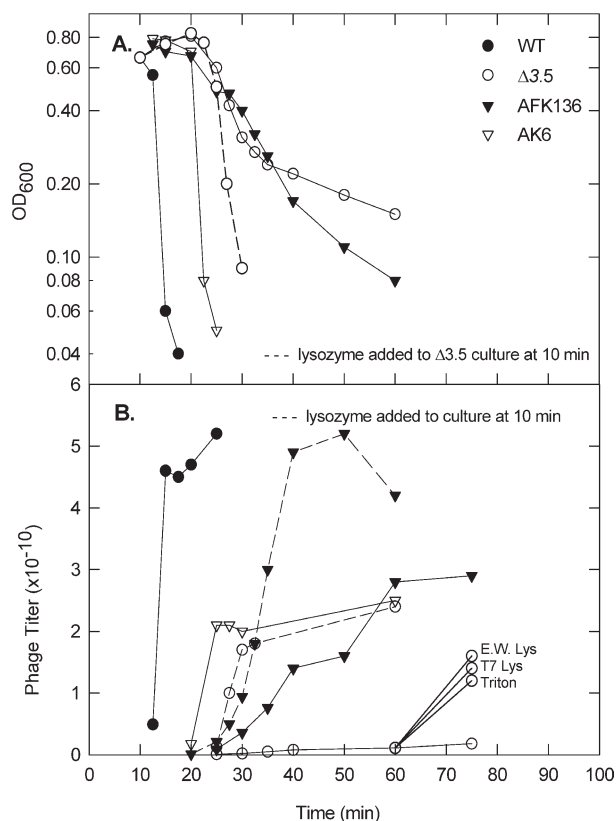 A.
0.80
0.60
0.40
0.20
0.10
0.08
0.06
0.04
OD600
WT
Δ3.5
AFK136
AK6
lysozyme added to Δ3.5 culture at 10 min
B.
6
5
4
3
2
1
0
Phage Titer (x10-10)
lysozyme added to culture at 10 min
E.W. Lys
T7 Lys
Triton
0 10 20 30 40 50 60 70 80 90 100
Time (min)